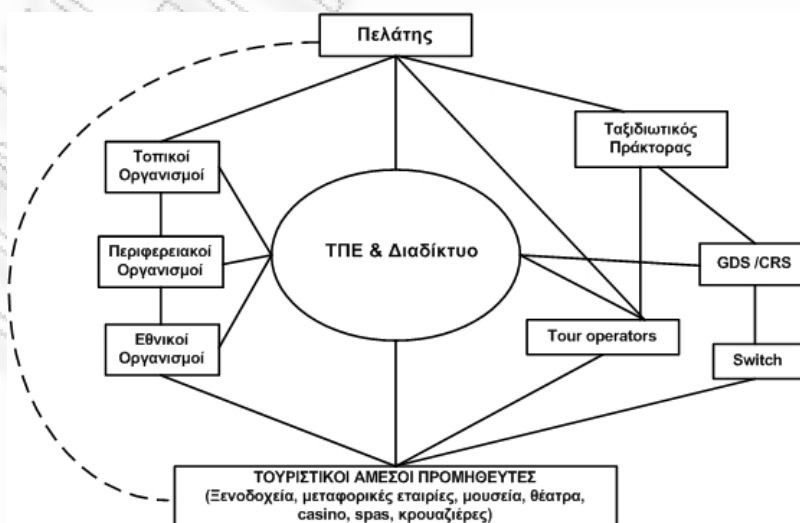 Πελάτης
Ταξιδιωτικός
Πράκτορας
Τοπικοί
Οργανισμοί
ΤΠΕ & Διαδίκτυο
Περιφερειακοί
Οργανισμοί
GDS /CRS
Εθνικοί
Οργανισμοί
Tour operators
Switch
ΤΟΥΡΙΣΤΙΚΟΙ ΑΜΕΣΟΙ ΠΡΟΜΗΘΕΥΤΕΣ
(Ξενοδοχεία, μεταφορικές εταιρίες, μουσεία, θέατρα,
casino, spas, κρουαζιέρες)